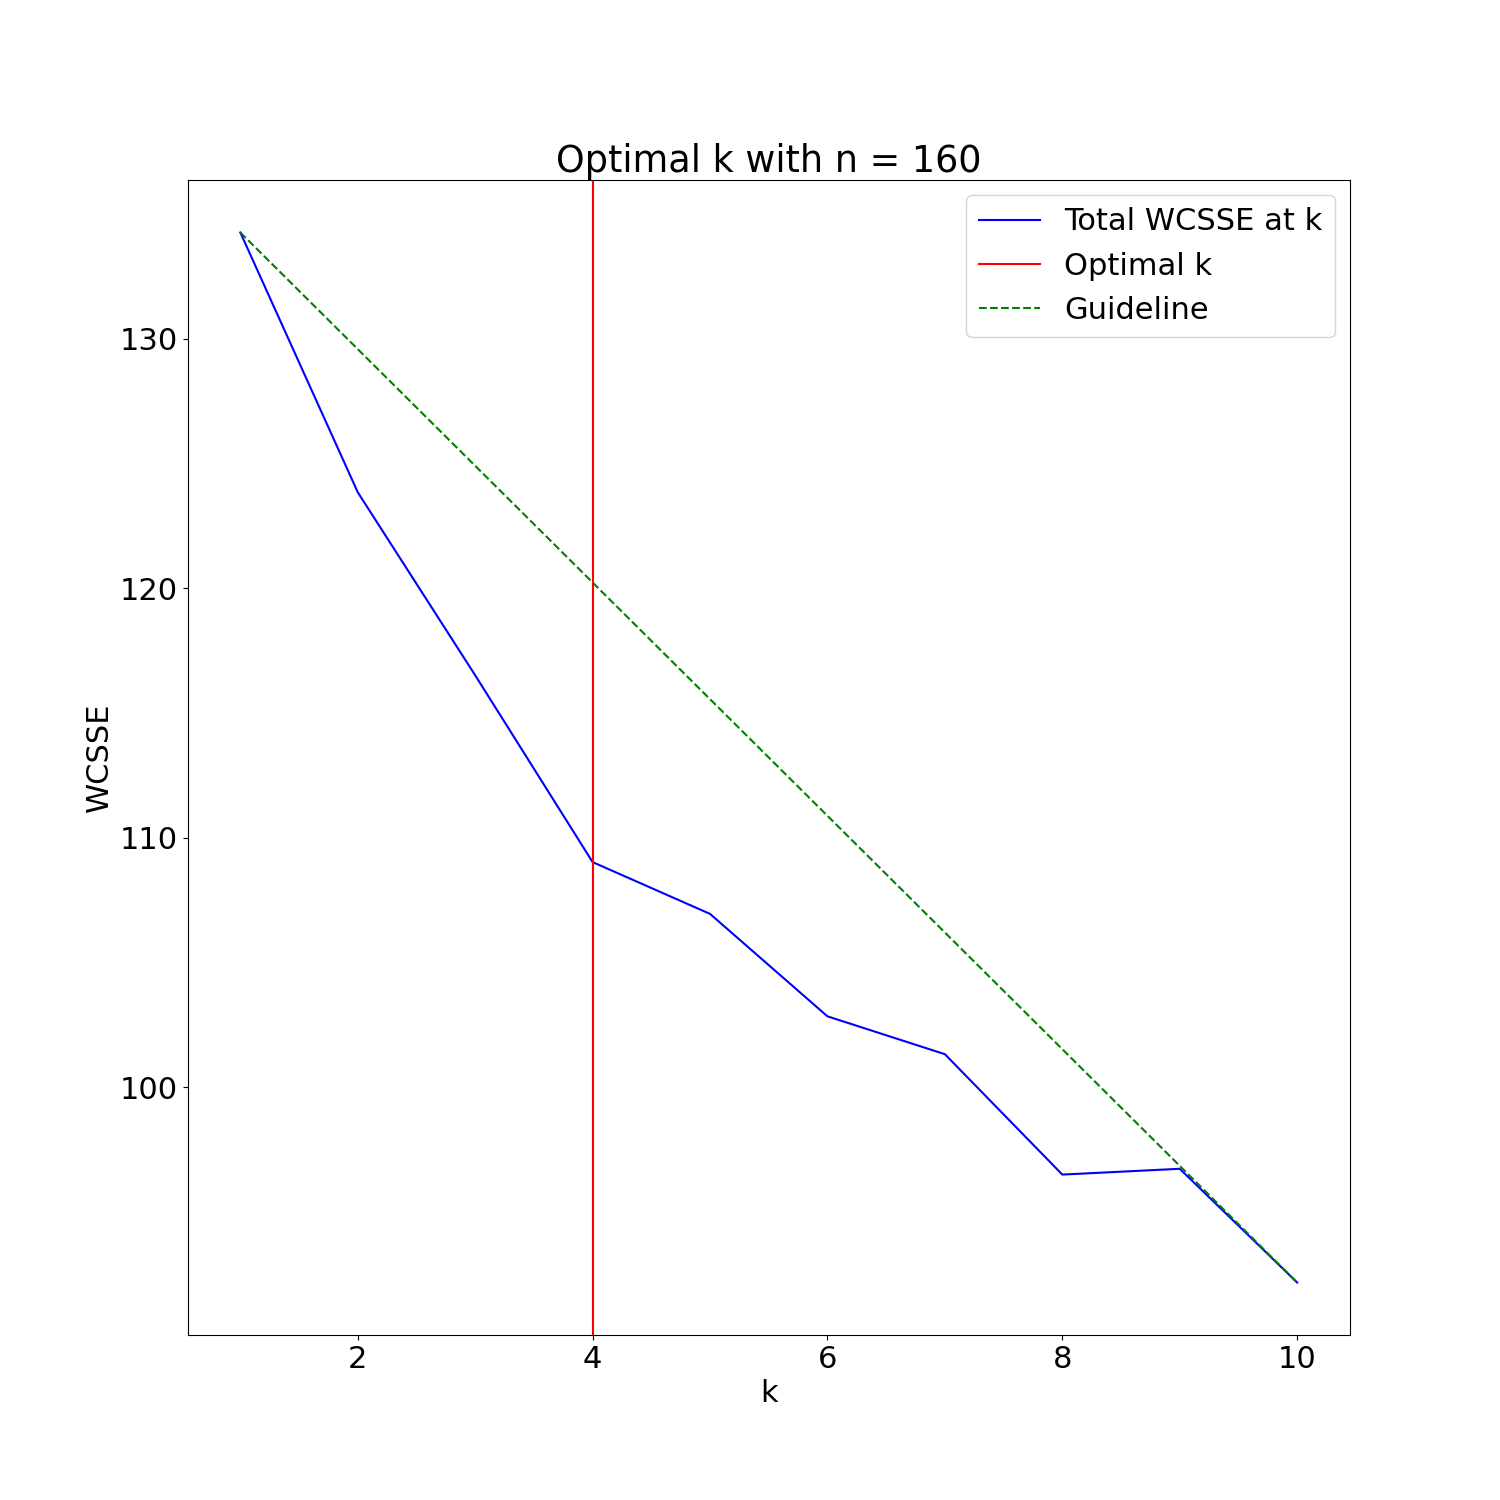 Optimal k with n = 160
Total WCSSE at k
Optimal k
Guideline
130
120
110
100
WCSSE
2 4 6 8 10
k